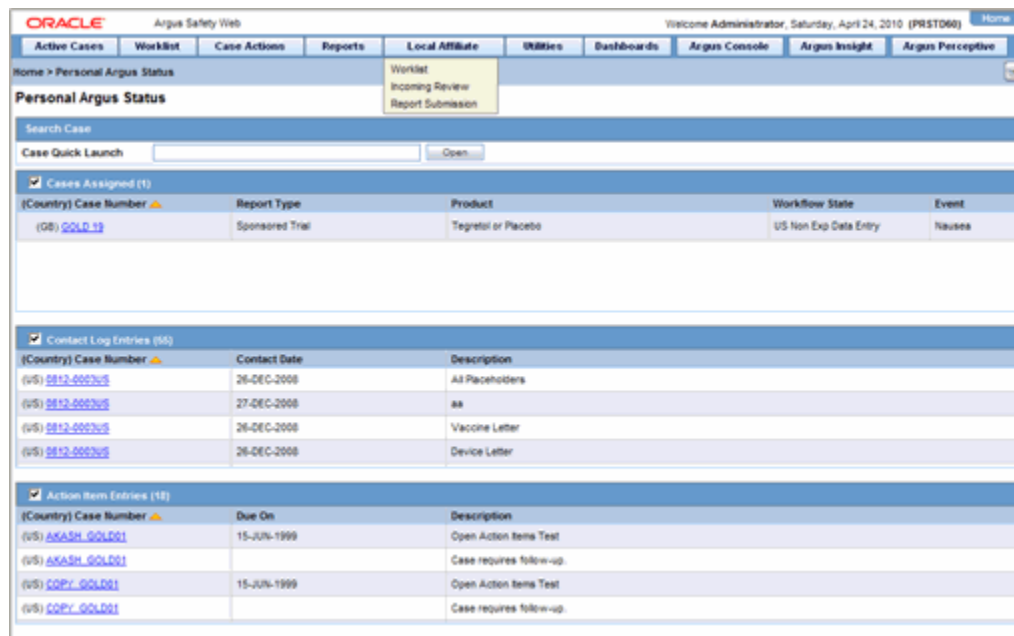 ORACLE Argus Safety Web Welcome Administrator, Saturday, April 24, 2010 (PRSTD60) Home
Active Cases Worklist Case Actions Reports Local Affiliate Utilities Dashboards Argus Console Argus Insight Argus Perceptive
Home > Personal Argus Status
Worklist
Incoming Review
Report Submission
Personal Argus Status
Search Case
Case Quick Launch Open
Cases Assigned (1)
(Country) Case Number Report Type Product Workflow State Event
(GB) GOLD 19 Sponsored Trial Tegretol or Placebo US Non Exp Data Entry Nausea
Contact Log Entries (55)
(Country) Case Number Contact Date Description
(US) 0812-0003US 26-DEC-2008 All Placeholders
(US) 0812-0003US 27-DEC-2008 aa
(US) 0812-0003US 26-DEC-2008 Vaccine Letter
(US) 0812-0003US 26-DEC-2008 Device Letter
Action Item Entries (18)
(Country) Case Number Due On Description
(US) AKASH_GOLD01 15-JUN-1999 Open Action Items Test
(US) AKASH_GOLD01 Case requires follow-up.
(US) COPY_GOLD01 15-JUN-1999 Open Action Items Test
(US) COPY_GOLD01 Case requires follow-up.